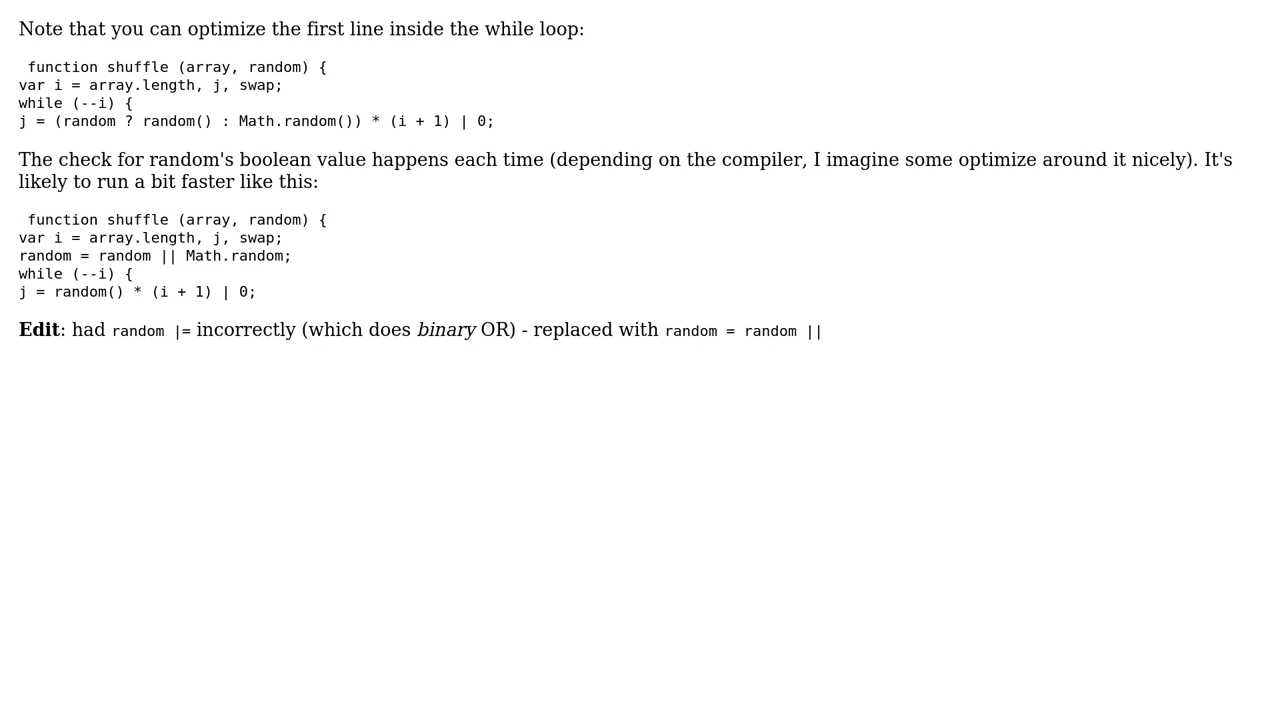 Note that you can optimize the first line inside the while loop:
function shuffle (array, random) {
var i = array.length, j, swap;
while (--i) {
j = (random ? random() : Math.random()) * (i + 1) | 0;
The check for random's boolean value happens each time (depending on the compiler, I imagine some optimize around it nicely). It's
likely to run a bit faster like this:
function shuffle (array, random) {
var i = array.length, j, swap;
random = random || Math.random;
while (--i) {
j = random() * (i + 1) | 0;
Edit: had random |= incorrectly (which does binary OR) - replaced with random = random ||